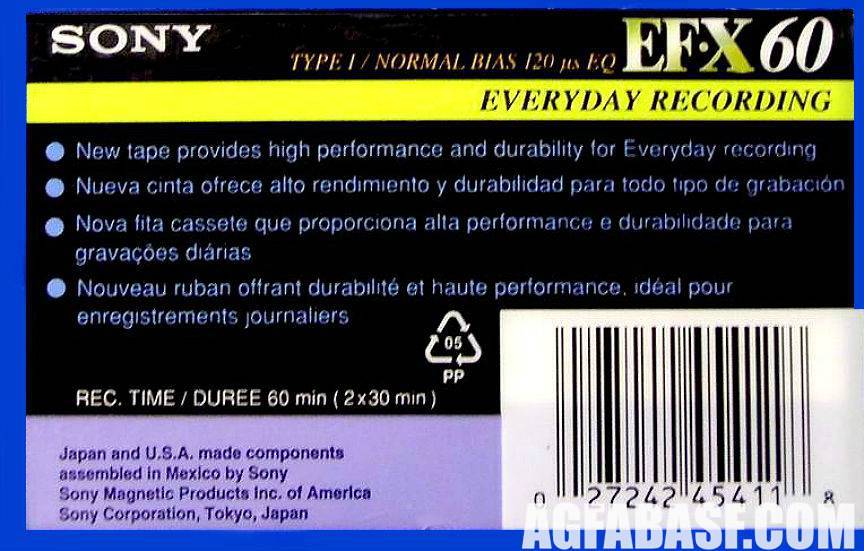 SONY
TYPE I / NORMAL BIAS 120 µs EQ EF·X 60
EVERYDAY RECORDING
● New tape provides high performance and durability for Everyday recording
● Nueva cinta ofrece alto rendimiento y durabilidad para todo tipo de grabación
● Nova fita cassete que proporciona alta performance e durabilidade para
gravações diárias
● Nouveau ruban offrant durabilité et haute performance, idéal pour
enregistrements journaliers
05
PP
REC. TIME / DUREE 60 min ( 2x30 min )
Japan and U.S.A. made components
assembled in Mexico by Sony
Sony Magnetic Products Inc. of America
Sony Corporation, Tokyo, Japan
0 27242 45411 8
AGFABASF.COM